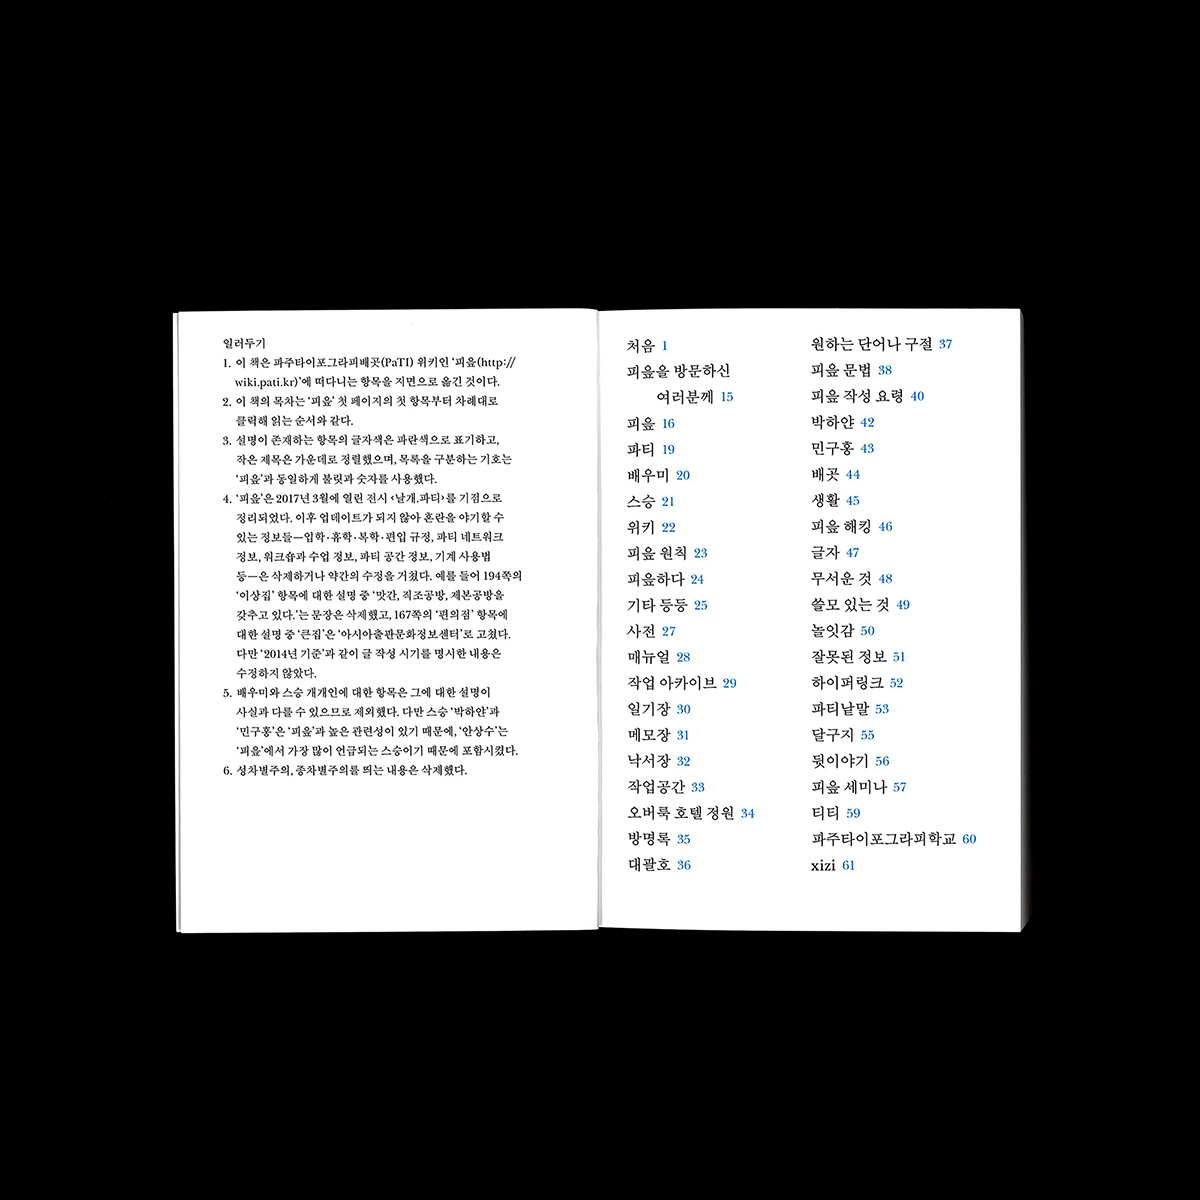 일러두기
1. 이 책은 파주타이포그라피배곳(PaTI) 위키인 ‘피읖(http://
wiki.pati.kr)’에 떠다니는 항목을 지면으로 옮긴 것이다.
2. 이 책의 목차는 ‘피읖’ 첫 페이지의 첫 항목부터 차례대로
클릭해 읽는 순서와 같다.
3. 설명이 존재하는 항목의 글자색은 파란색으로 표기하고,
작은 제목은 가운데로 정렬했으며, 목록을 구분하는 기호는
‘피읖’과 동일하게 불릿과 숫자를 사용했다.
4. ‘피읖’은 2017년 3월에 열린 전시 ‹날개.파티›를 기점으로
정리되었다. 이후 업데이트가 되지 않아 혼란을 야기할 수
있는 정보들—입학·휴학·복학·편입 규정, 파티 네트워크
정보, 워크숍과 수업 정보, 파티 공간 정보, 기계 사용법
등—은 삭제하거나 약간의 수정을 거쳤다. 예를 들어 194쪽의
‘이상집’ 항목에 대한 설명 중 ‘맛간, 직조공방, 제본공방을
갖추고 있다.’는 문장은 삭제했고, 167쪽의 ‘편의점’ 항목에
대한 설명 중 ‘큰집’은 ‘아시아출판문화정보센터’로 고쳤다.
다만 ‘2014년 기준’과 같이 글 작성 시기를 명시한 내용은
수정하지 않았다.
5. 배우미와 스승 개개인에 대한 항목은 그에 대한 설명이
사실과 다를 수 있으므로 제외했다. 다만 스승 ‘박하얀’과
‘민구홍’은 ‘피읖’과 높은 관련성이 있기 때문에, ‘안상수’는
‘피읖’에서 가장 많이 언급되는 스승이기 때문에 포함시켰다.
6. 성차별주의, 종차별주의를 띄는 내용은 삭제했다.
처음 1
피읖을 방문하신
여러분께 15
피읖 16
파티 19
배우미 20
스승 21
위키 22
피읖 원칙 23
피읖하다 24
기타 등등 25
사전 27
매뉴얼 28
작업 아카이브 29
일기장 30
메모장 31
낙서장 32
작업공간 33
오버룩 호텔 정원 34
방명록 35
대괄호 36
원하는 단어나 구절 37
피읖 문법 38
피읖 작성 요령 40
박하얀 42
민구홍 43
배곳 44
생활 45
피읖 해킹 46
글자 47
무서운 것 48
쓸모 있는 것 49
놀잇감 50
잘못된 정보 51
하이퍼링크 52
파티낱말 53
달구지 55
뒷이야기 56
피읖 세미나 57
티티 59
파주타이포그라피학교 60
xizi 61